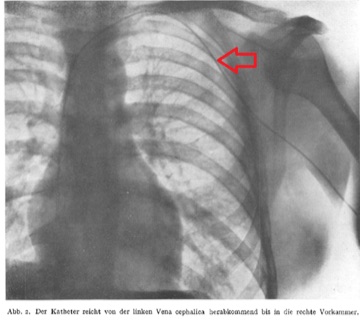 Abb. 2. Der Katheter reicht von der linken Vena cephalica herabkommend bis in die rechte Vorkammer.